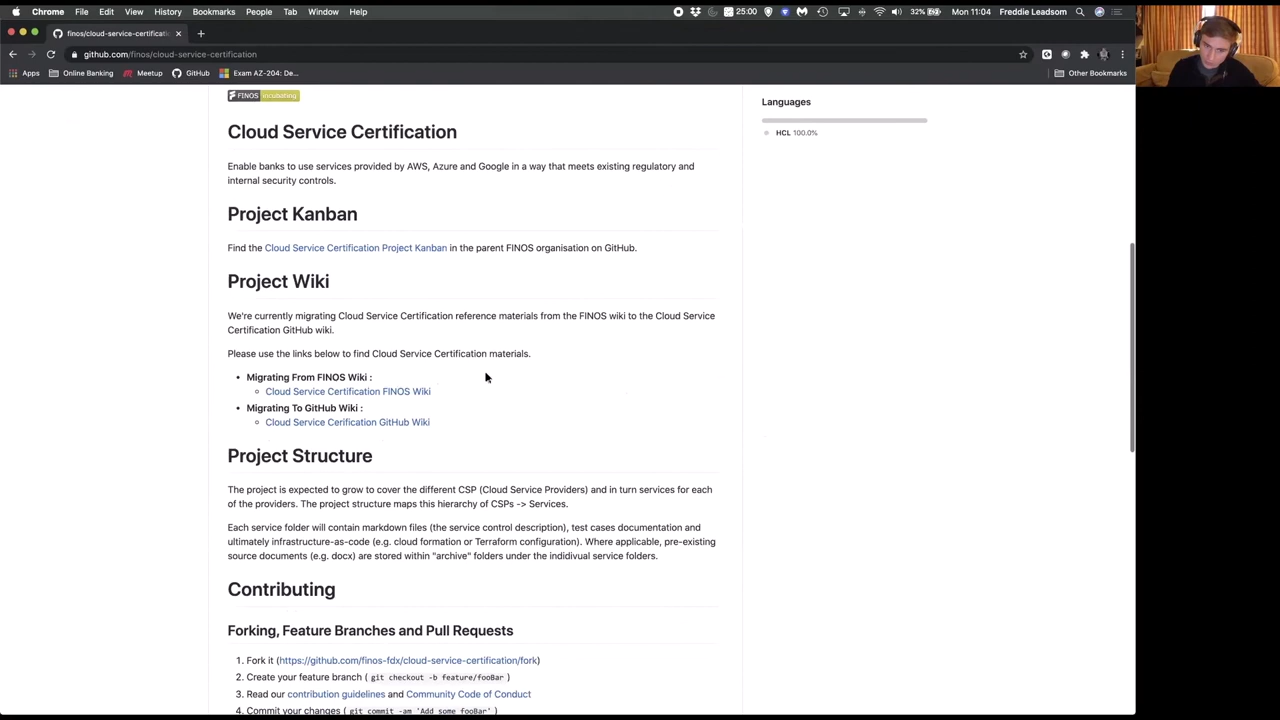 Chrome File Edit View History Bookmarks People Tab Window Help 25:00 32% Mon 11:04 Freddie Leadsom
finos/cloud-service-certificatio
github.com/finos/cloud-service-certification
Apps Online Banking Meetup GitHub Exam AZ-204: De... Other Bookmarks
FINOS incubating
Languages
HCL 100.0%
Cloud Service Certification
Enable banks to use services provided by AWS, Azure and Google in a way that meets existing regulatory and
internal security controls.
Project Kanban
Find the Cloud Service Certification Project Kanban in the parent FINOS organisation on GitHub.
Project Wiki
We're currently migrating Cloud Service Certification reference materials from the FINOS wiki to the Cloud Service
Certification GitHub wiki.
Please use the links below to find Cloud Service Certification materials.
• Migrating From FINOS Wiki :
◦ Cloud Service Certification FINOS Wiki
• Migrating To GitHub Wiki :
◦ Cloud Service Cerification GitHub Wiki
Project Structure
The project is expected to grow to cover the different CSP (Cloud Service Providers) and in turn services for each
of the providers. The project structure maps this hierarchy of CSPs -> Services.
Each service folder will contain markdown files (the service control description), test cases documentation and
ultimately infrastructure-as-code (e.g. cloud formation or Terraform configuration). Where applicable, pre-existing
source documents (e.g. docx) are stored within "archive" folders under the indidivual service folders.
Contributing
Forking, Feature Branches and Pull Requests
1. Fork it (https://github.com/finos-fdx/cloud-service-certification/fork)
2. Create your feature branch ( git checkout -b feature/fooBar )
3. Read our contribution guidelines and Community Code of Conduct
4. Commit your changes ( git commit -am 'Add some fooBar' )